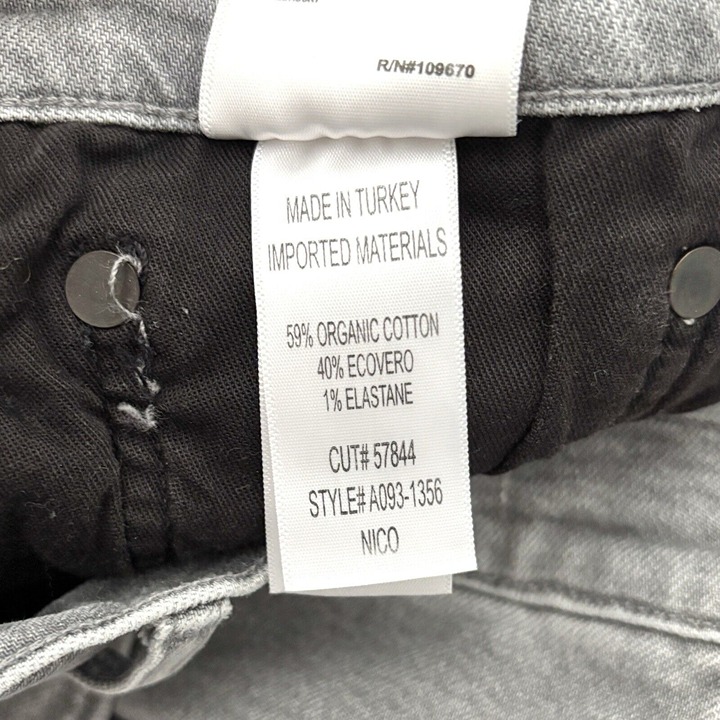 R/N#109670
MADE IN TURKEY
IMPORTED MATERIALS
59% ORGANIC COTTON
40% ECOVERO
1% ELASTANE
CUT# 57844
STYLE# A093-1356
NICO